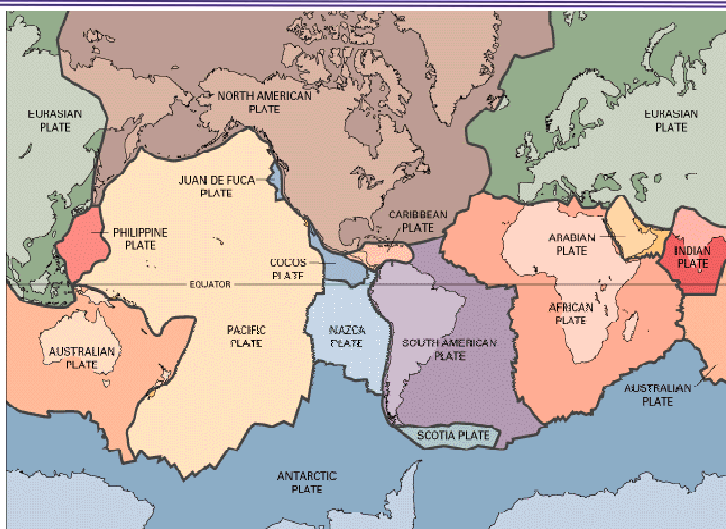 NORTH AMERICAN
PLATE
EURASIAN
PLATE
EURASIAN
PLATE
JUAN DE FUCA
PLATE
CARIBBEAN
PLATE
PHILIPPINE
PLATE
ARABIAN
PLATE
INDIAN
PLATE
COCOS
PLATE
EQUATOR
AFRICAN
PLATE
PACIFIC
PLATE
NAZCA
PLATE
SOUTH AMERICAN
PLATE
AUSTRALIAN
PLATE
AUSTRALIAN
PLATE
SCOTIA PLATE
ANTARCTIC
PLATE